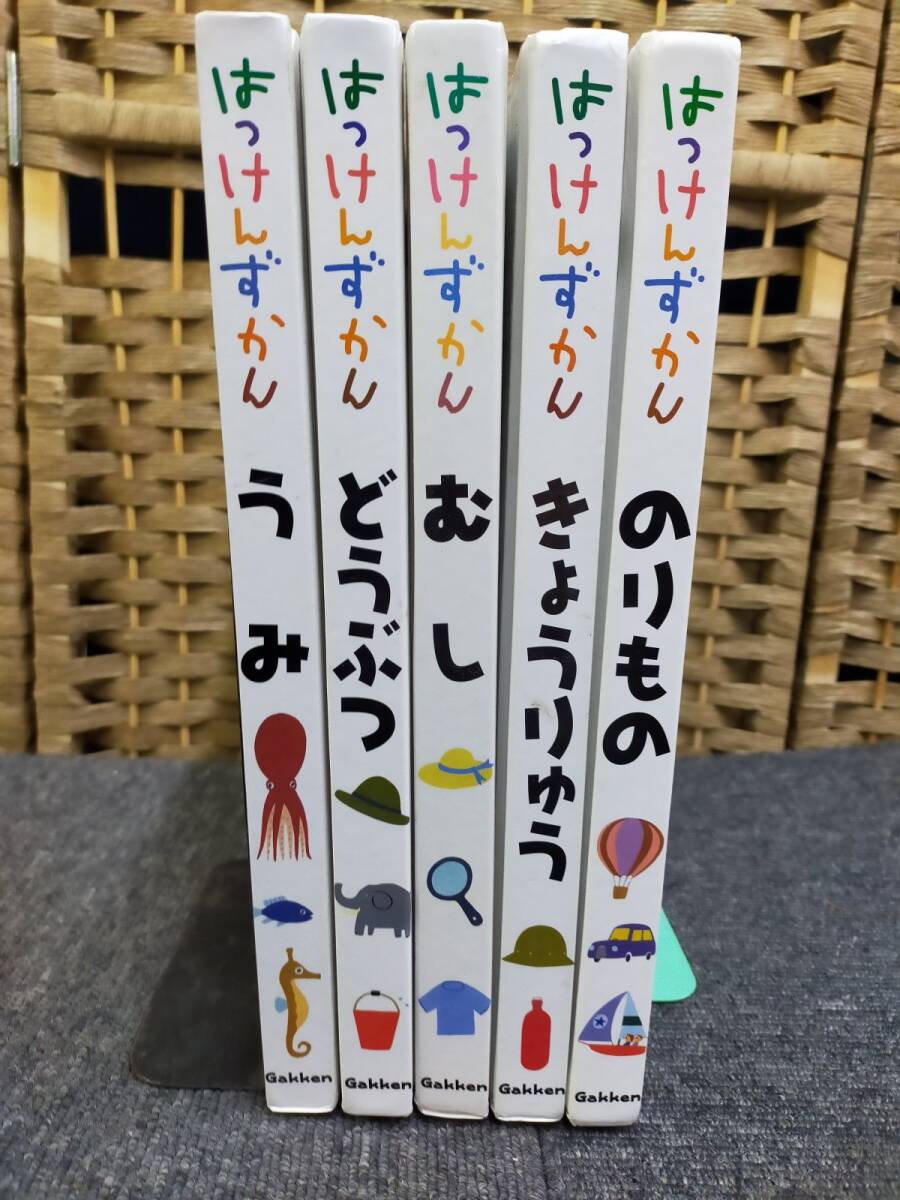 はっけんずかん
うみ
Gakken
はっけんずかん
どうぶつ
Gakken
はっけんずかん
むし
Gakken
はっけんずかん
きょうりゅう
Gakken
はっけんずかん
のりもの
Gakken